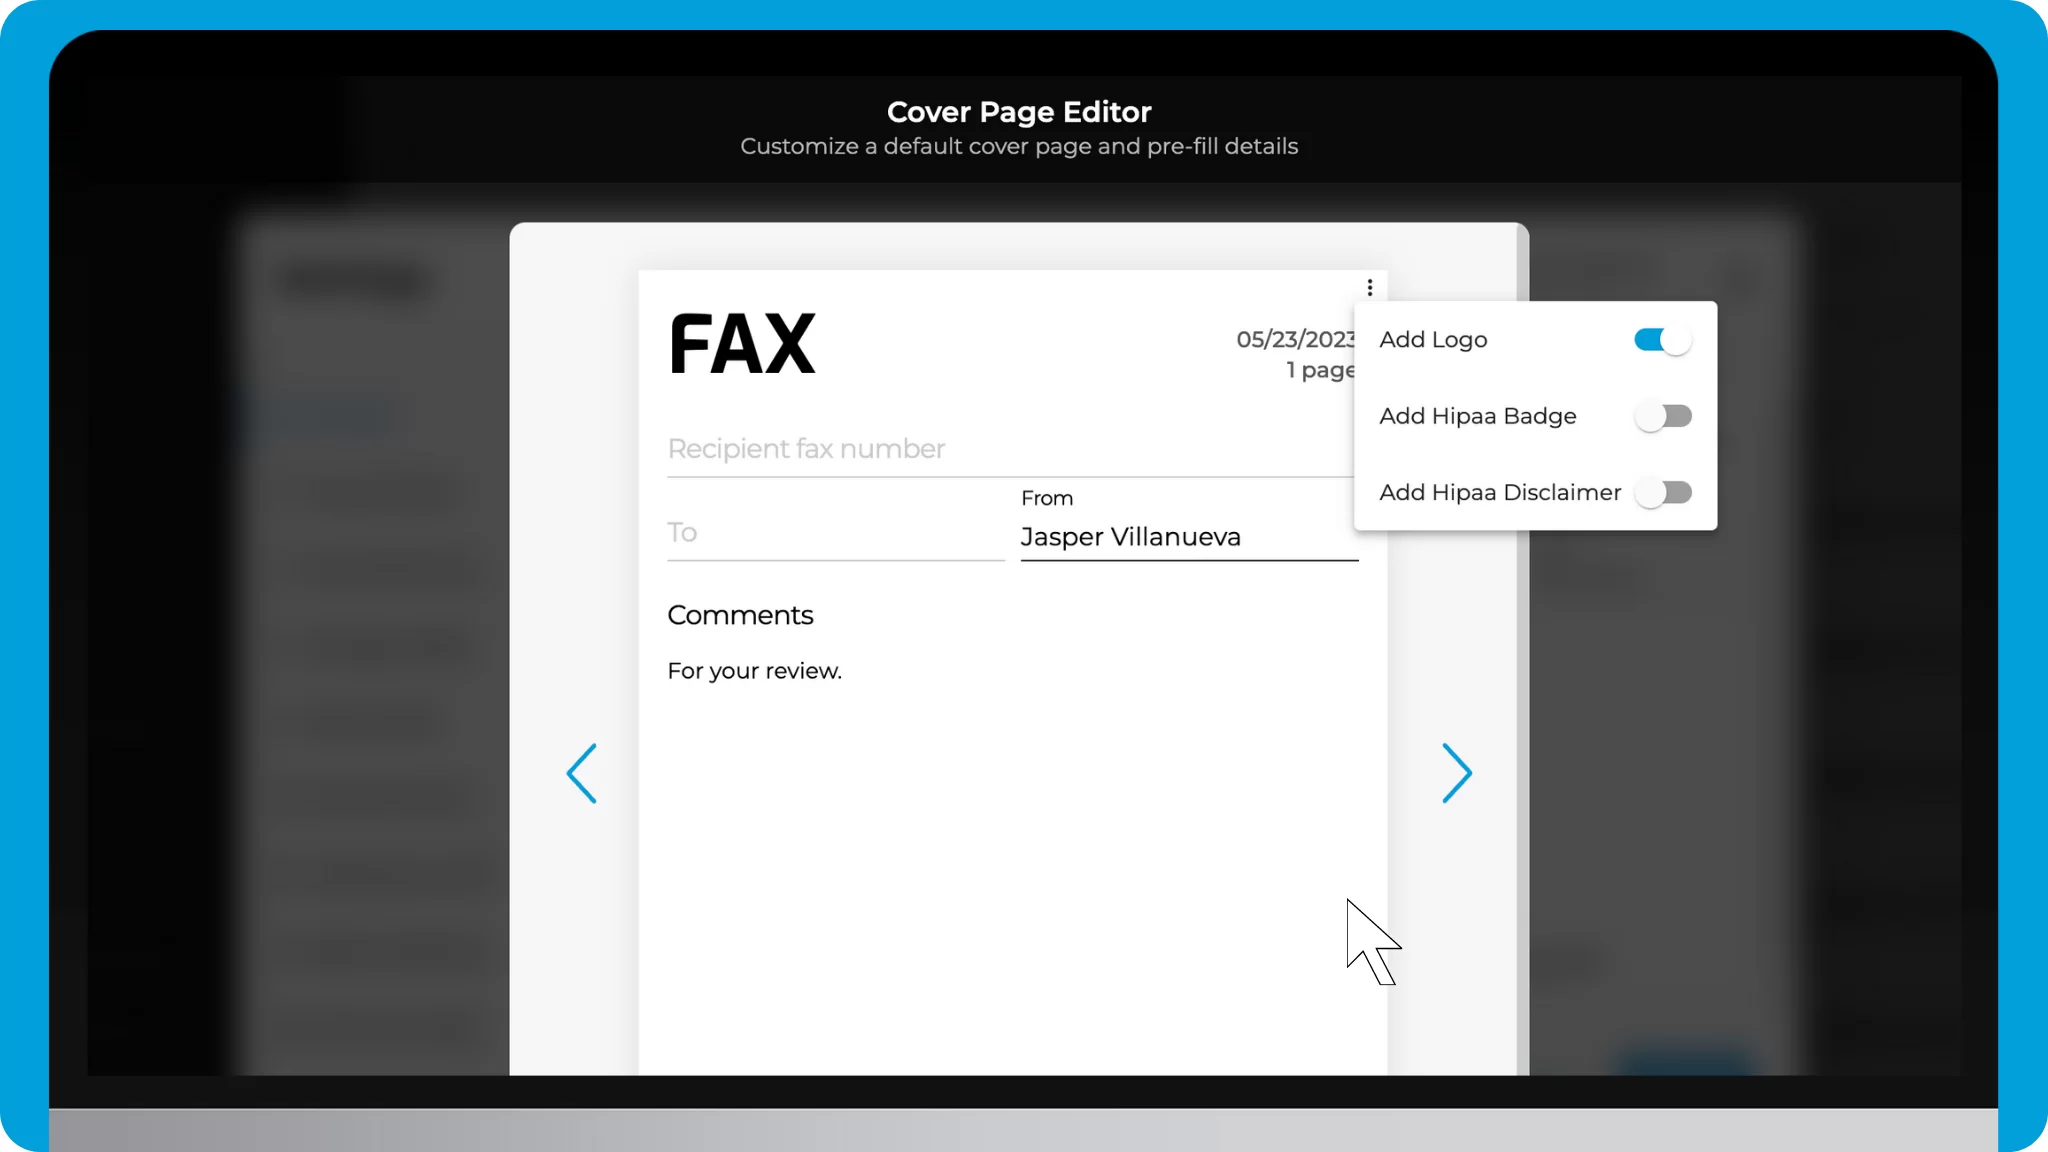 Cover Page Editor
Customize a default cover page and pre-fill details
FAX
05/23/2023
1 page
Add Logo
Add Hipaa Badge
Add Hipaa Disclaimer
Recipient fax number
From
To
Jasper Villanueva
Comments
For your review.